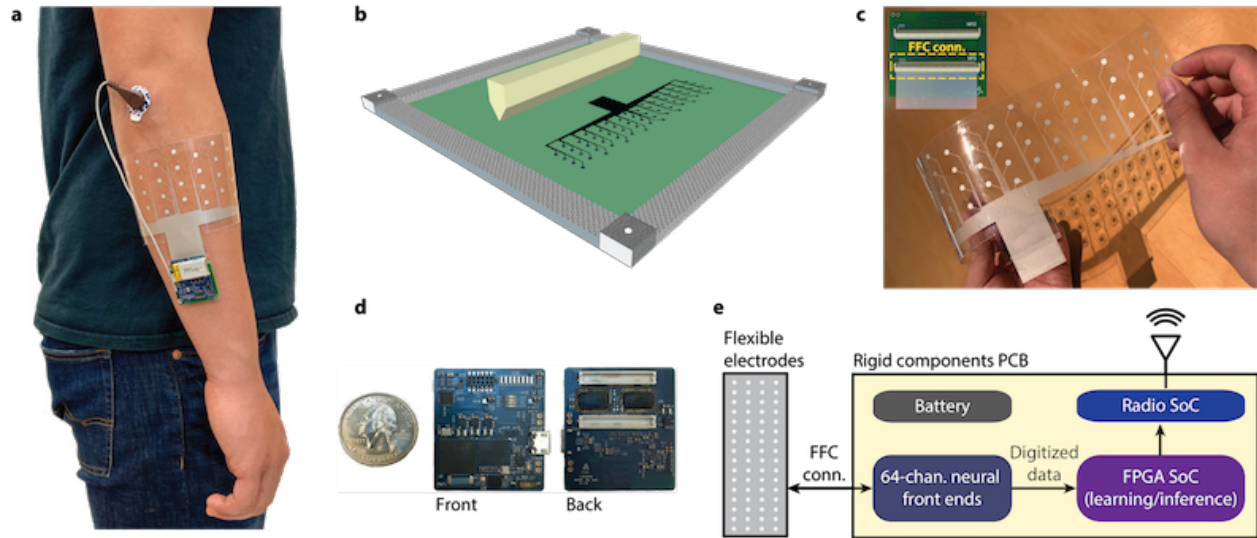 a
b
c
FFC conn.
d
Front
Back
e
Flexible
electrodes
Rigid components PCB
Battery
Radio SoC
FFC
conn.
64-chan. neural
front ends
Digitized
data
FPGA SoC
(learning/inference)